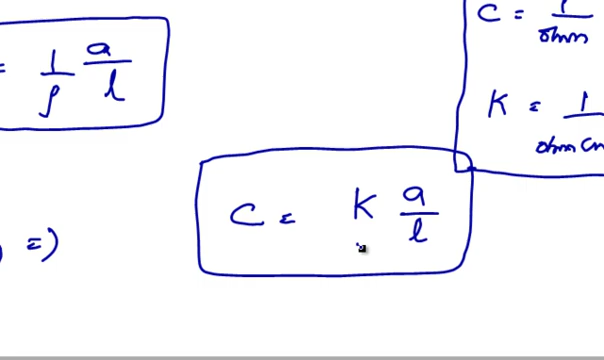 = 1/ρ a/l
C = 1/ohm
K = 1/ohm cm
=)
C = K a/l